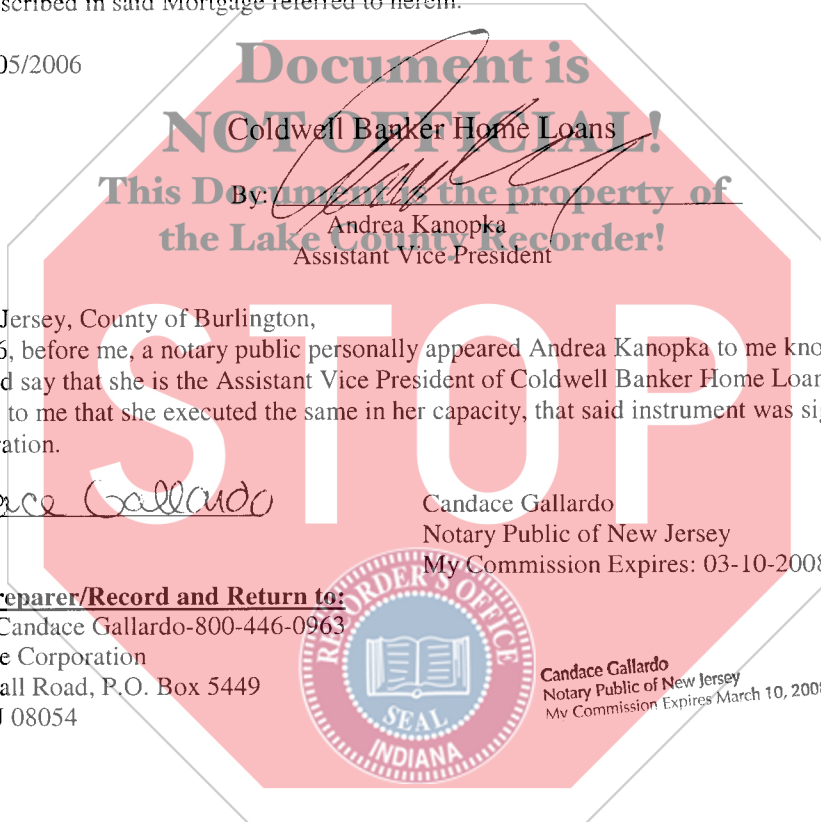 scribed in said Mortgage referred to herein.
05/2006
Document is
NOT OFFICIAL!
Coldwell Banker Home Loans
This Document is the property of
By:
Andrea Kanopka
the Lake County Recorder!
Assistant Vice President
Jersey, County of Burlington,
6, before me, a notary public personally appeared Andrea Kanopka to me kno
d say that she is the Assistant Vice President of Coldwell Banker Home Loan
to me that she executed the same in her capacity, that said instrument was sig
ration.
STOP
ace Gallardo
Candace Gallardo
Notary Public of New Jersey
My Commission Expires: 03-10-2008
reparer/Record and Return to:
Candace Gallardo-800-446-0963
e Corporation
all Road, P.O. Box 5449
J 08054
RECORDER'S OFFICE
SEAL
INDIANA
Candace Gallardo
Notary Public of New Jersey
My Commission Expires March 10, 2008